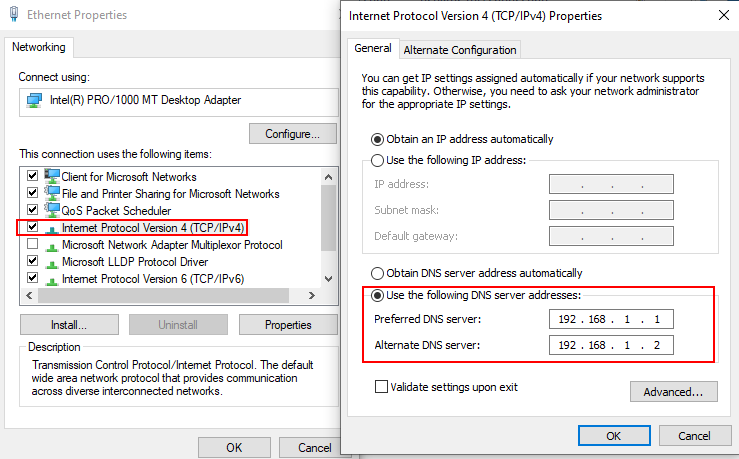 Ethernet Properties
Networking
Connect using:
Intel(R) PRO/1000 MT Desktop Adapter
Configure...
This connection uses the following items:
Client for Microsoft Networks
File and Printer Sharing for Microsoft Networks
QoS Packet Scheduler
Internet Protocol Version 4 (TCP/IPv4)
Microsoft Network Adapter Multiplexor Protocol
Microsoft LLDP Protocol Driver
Internet Protocol Version 6 (TCP/IPv6)
Install...
Uninstall
Properties
Description
Transmission Control Protocol/Internet Protocol. The default
wide area network protocol that provides communication
across diverse interconnected networks.
OK
Cancel
Internet Protocol Version 4 (TCP/IPv4) Properties
General
Alternate Configuration
You can get IP settings assigned automatically if your network supports
this capability. Otherwise, you need to ask your network administrator
for the appropriate IP settings.
Obtain an IP address automatically
Use the following IP address:
IP address:
. . .
Subnet mask:
. . .
Default gateway:
. . .
Obtain DNS server address automatically
Use the following DNS server addresses:
Preferred DNS server:
192 . 168 . 1 . 1
Alternate DNS server:
192 . 168 . 1 . 2
Validate settings upon exit
Advanced...
OK
Cancel